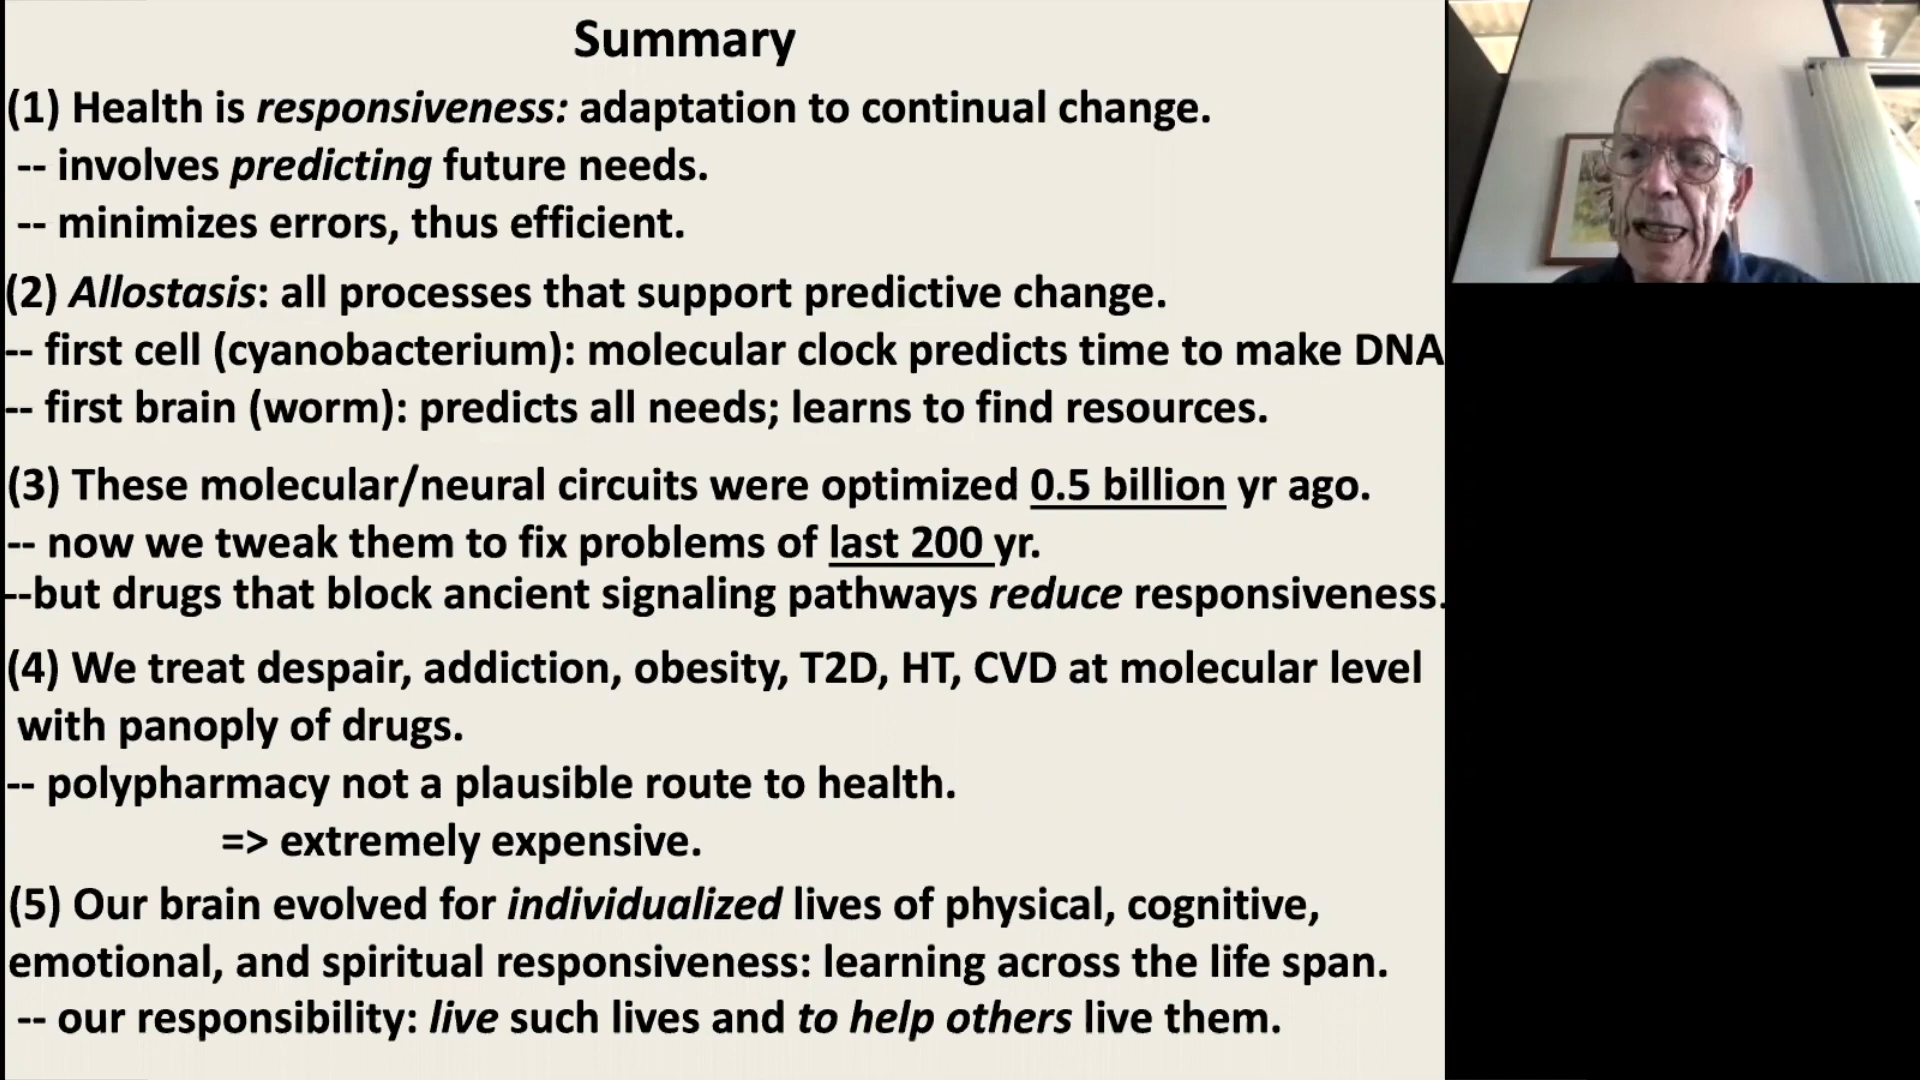 Summary
(1) Health is responsiveness: adaptation to continual change.
-- involves predicting future needs.
-- minimizes errors, thus efficient.
(2) Allostasis: all processes that support predictive change.
-- first cell (cyanobacterium): molecular clock predicts time to make DNA
-- first brain (worm): predicts all needs; learns to find resources.
(3) These molecular/neural circuits were optimized 0.5 billion yr ago.
-- now we tweak them to fix problems of last 200 yr.
--but drugs that block ancient signaling pathways reduce responsiveness.
(4) We treat despair, addiction, obesity, T2D, HT, CVD at molecular level
with panoply of drugs.
-- polypharmacy not a plausible route to health.
=> extremely expensive.
(5) Our brain evolved for individualized lives of physical, cognitive,
emotional, and spiritual responsiveness: learning across the life span.
-- our responsibility: live such lives and to help others live them.